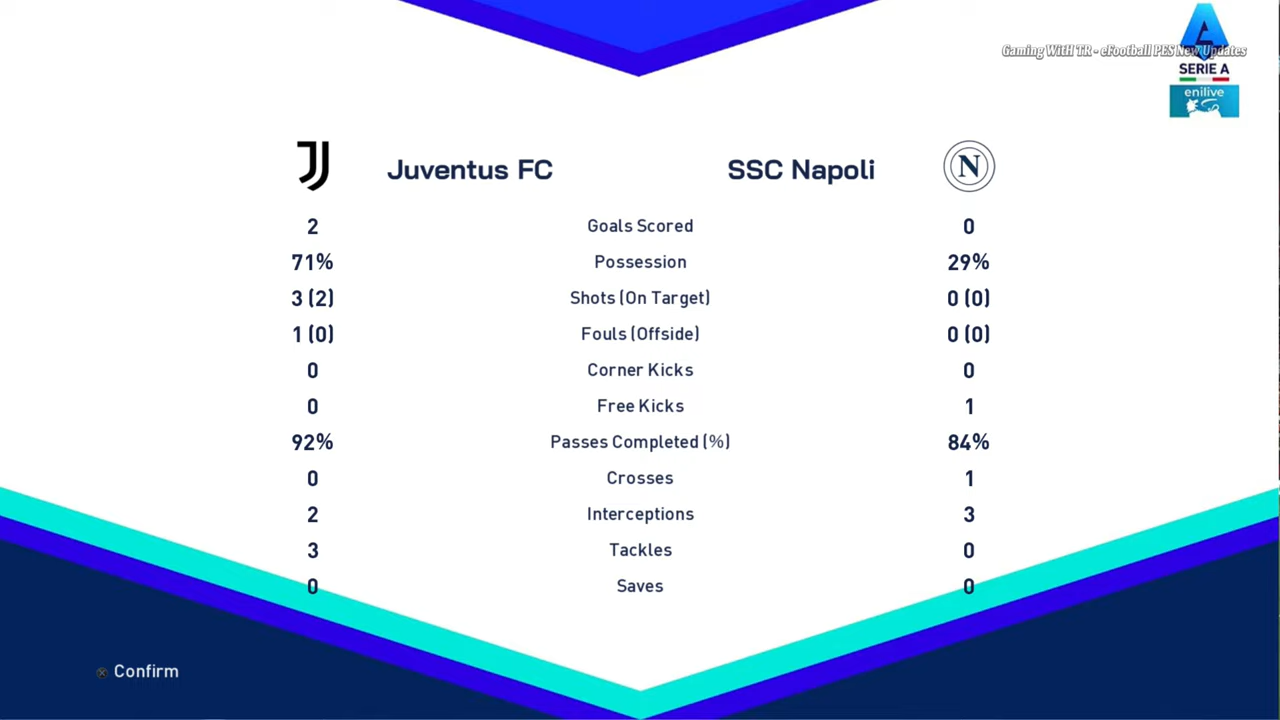 Gaming WitH TR - eFootball PES New Updates
SERIE A
enilive
Juventus FC SSC Napoli
N
2 Goals Scored 0
71% Possession 29%
3 (2) Shots (On Target) 0 (0)
1 (0) Fouls (Offside) 0 (0)
0 Corner Kicks 0
0 Free Kicks 1
92% Passes Completed (%) 84%
0 Crosses 1
2 Interceptions 3
3 Tackles 0
0 Saves 0
Confirm